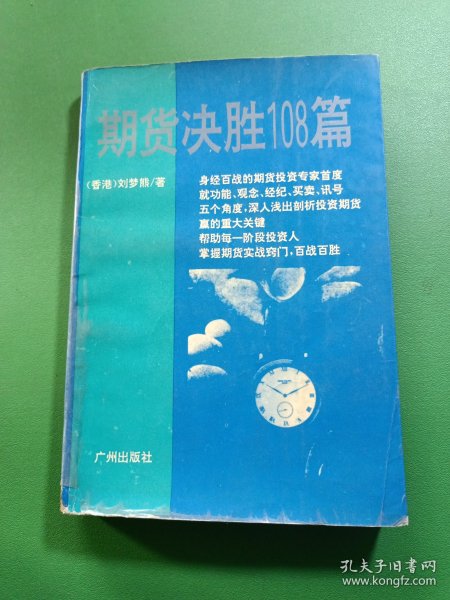 期货决胜108篇
(香港)刘梦熊/著
身经百战的期货投资专家首度
就功能、观念、经纪、买卖、讯号
五个角度，深人浅出剖析投资期货
赢的重大关键
帮助每一阶段投资人
掌握期货实战窍门，百战百胜
广州出版社
孔夫子旧书网
www.kongfz.com